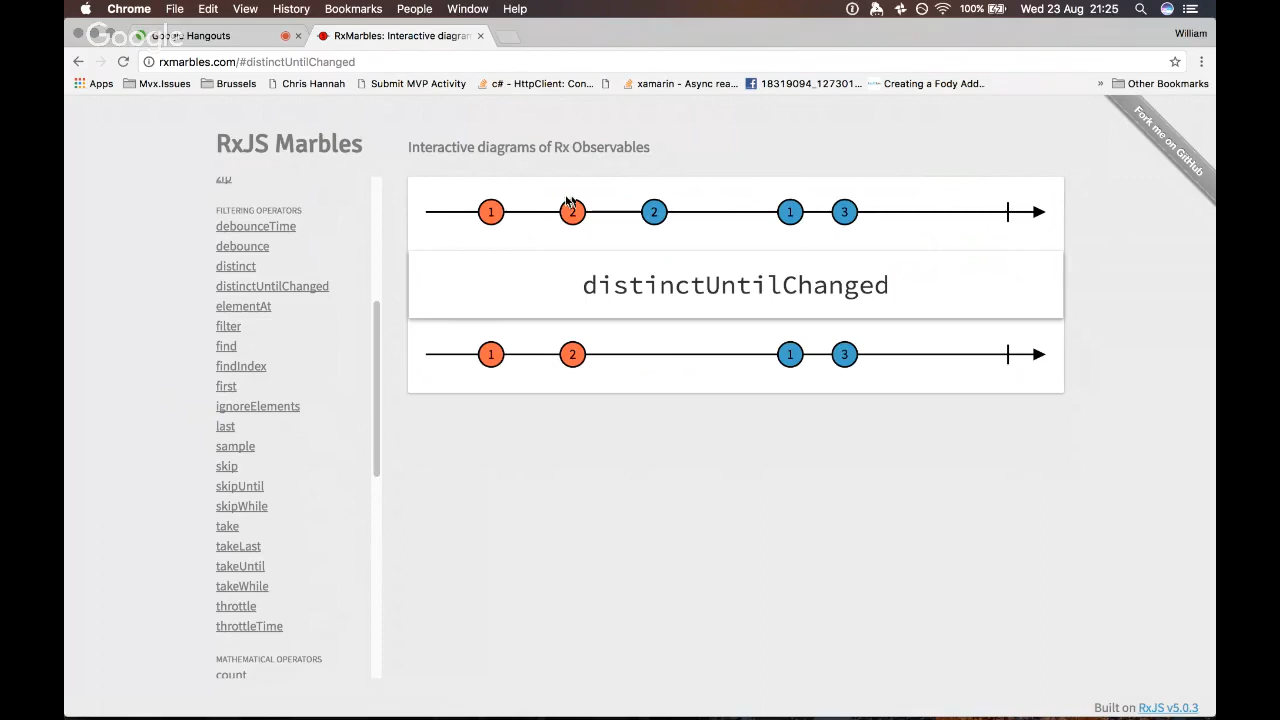 Chrome File Edit View History Bookmarks People Window Help 100% Wed 23 Aug 21:25
Google
Google Hangouts RxMarbles: Interactive diagram William
rxmarbles.com/#distinctUntilChanged
Apps Mvx.Issues Brussels Chris Hannah Submit MVP Activity c# - HttpClient: Con... xamarin - Async rea... 18319094_127301... Creating a Fody Add.. » Other Bookmarks
Fork me on GitHub
RxJS Marbles
Interactive diagrams of Rx Observables
zip
FILTERING OPERATORS
debounceTime
debounce
distinct
distinctUntilChanged
elementAt
filter
find
findIndex
first
ignoreElements
last
sample
skip
skipUntil
skipWhile
take
takeLast
takeUntil
takeWhile
throttle
throttleTime
MATHEMATICAL OPERATORS
count
1 2 2 1 3
distinctUntilChanged
1 2 1 3
Built on RxJS v5.0.3